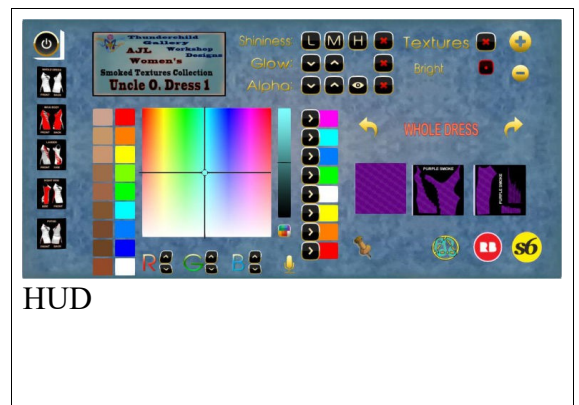 Thunderchild
Gallery
AJL Workshop
Designs
Women's
Smoked Textures Collection
Uncle O. Dress 1
Shininess L M H
Glow
Alpha
Textures
Bright
WHOLE DRESS
PURPLE SMOKE
PURPLE SMOKE
R G B
RB
s6
HUD